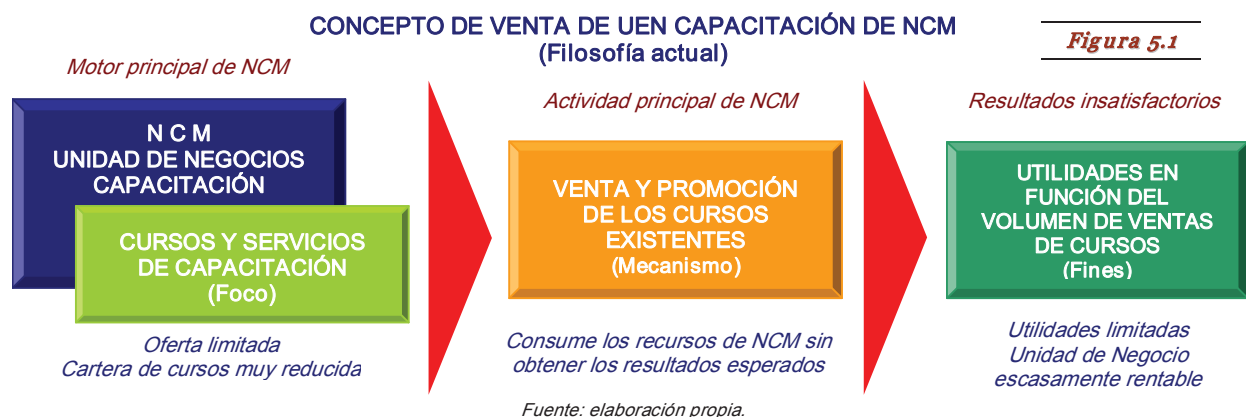 CONCEPTO DE VENTA DE UEN CAPACITACIÓN DE NCM
(Filosofía actual)
Figura 5.1
Motor principal de NCM
N C M
UNIDAD DE NEGOCIOS
CAPACITACIÓN
CURSOS Y SERVICIOS
DE CAPACITACIÓN
(Foco)
Oferta limitada
Cartera de cursos muy reducida
Actividad principal de NCM
VENTA Y PROMOCIÓN
DE LOS CURSOS
EXISTENTES
(Mecanismo)
Consume los recursos de NCM sin
obtener los resultados esperados
Resultados insatisfactorios
UTILIDADES EN
FUNCIÓN DEL
VOLUMEN DE VENTAS
DE CURSOS
(Fines)
Utilidades limitadas
Unidad de Negocio
escasamente rentable
Fuente: elaboración propia.